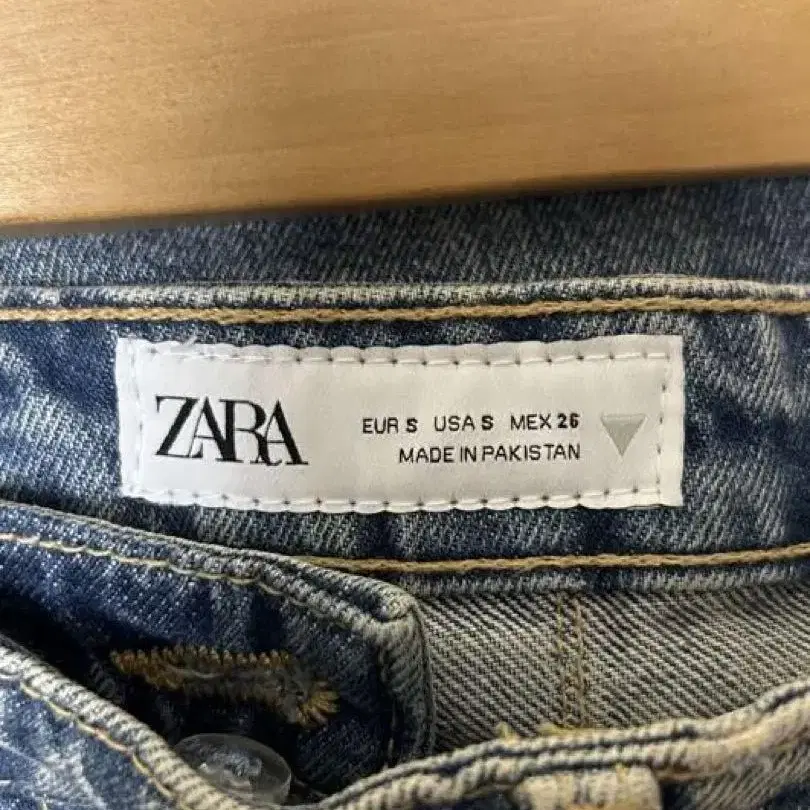 ZARA
EUR S USA S MEX 26
MADE IN PAKISTAN